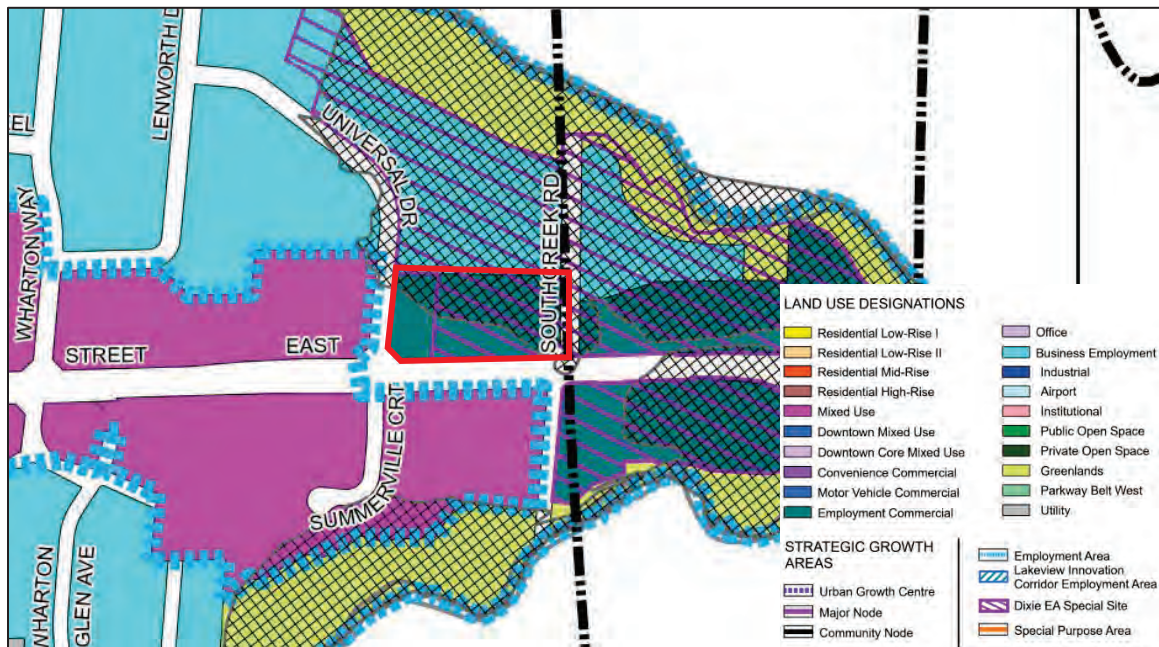 LENWORTH D
EEL
UNIVERSAL DR
WHARTON WAY
SOUTHCREEK RD
STREET EAST
SUMMERVILLE CRT
WHARTON
GLEN AVE
LAND USE DESIGNATIONS
Residential Low-Rise I
Residential Low-Rise II
Residential Mid-Rise
Residential High-Rise
Mixed Use
Downtown Mixed Use
Downtown Core Mixed Use
Convenience Commercial
Motor Vehicle Commercial
Employment Commercial
Office
Business Employment
Industrial
Airport
Institutional
Public Open Space
Private Open Space
Greenlands
Parkway Belt West
Utility
STRATEGIC GROWTH
AREAS
Urban Growth Centre
Major Node
Community Node
Employment Area
Lakeview Innovation
Corridor Employment Area
Dixie EA Special Site
Special Purpose Area